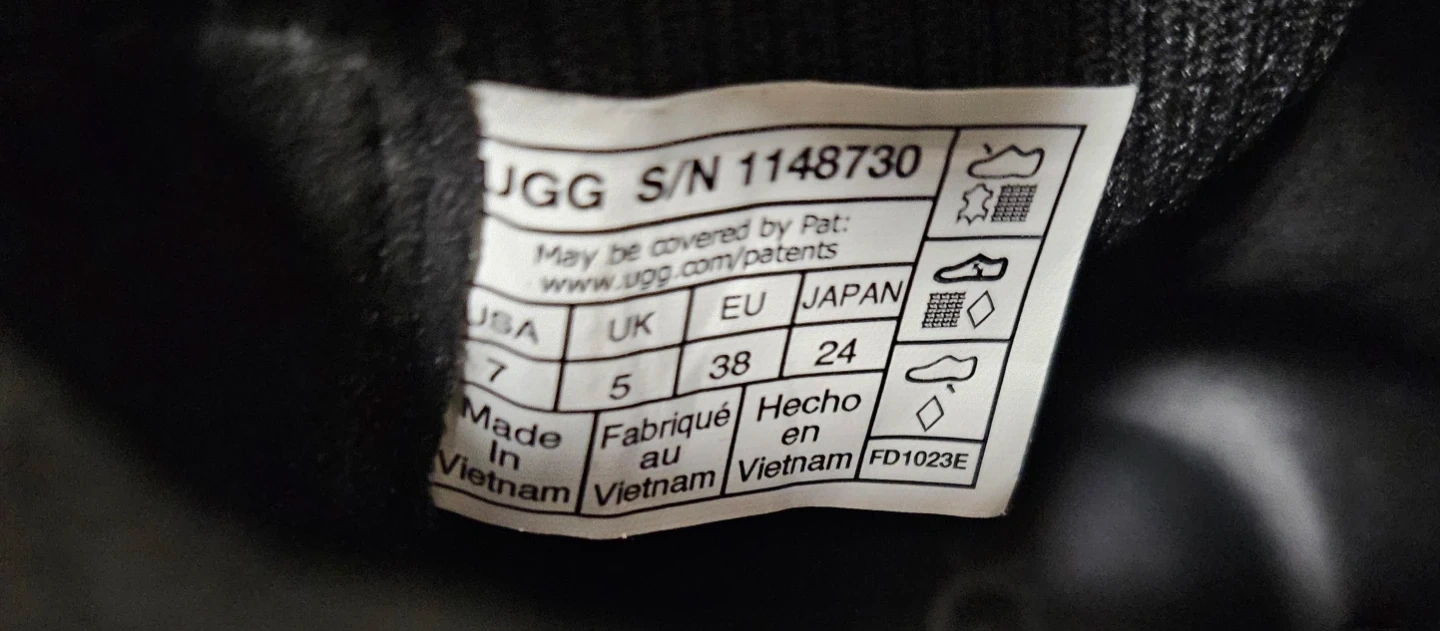 UGG S/N 1148730
May be covered by Pat:
www.ugg.com/patents
USA UK EU JAPAN
7 5 38 24
Made In Vietnam
Fabriqué au Vietnam
Hecho en Vietnam
FD1023E